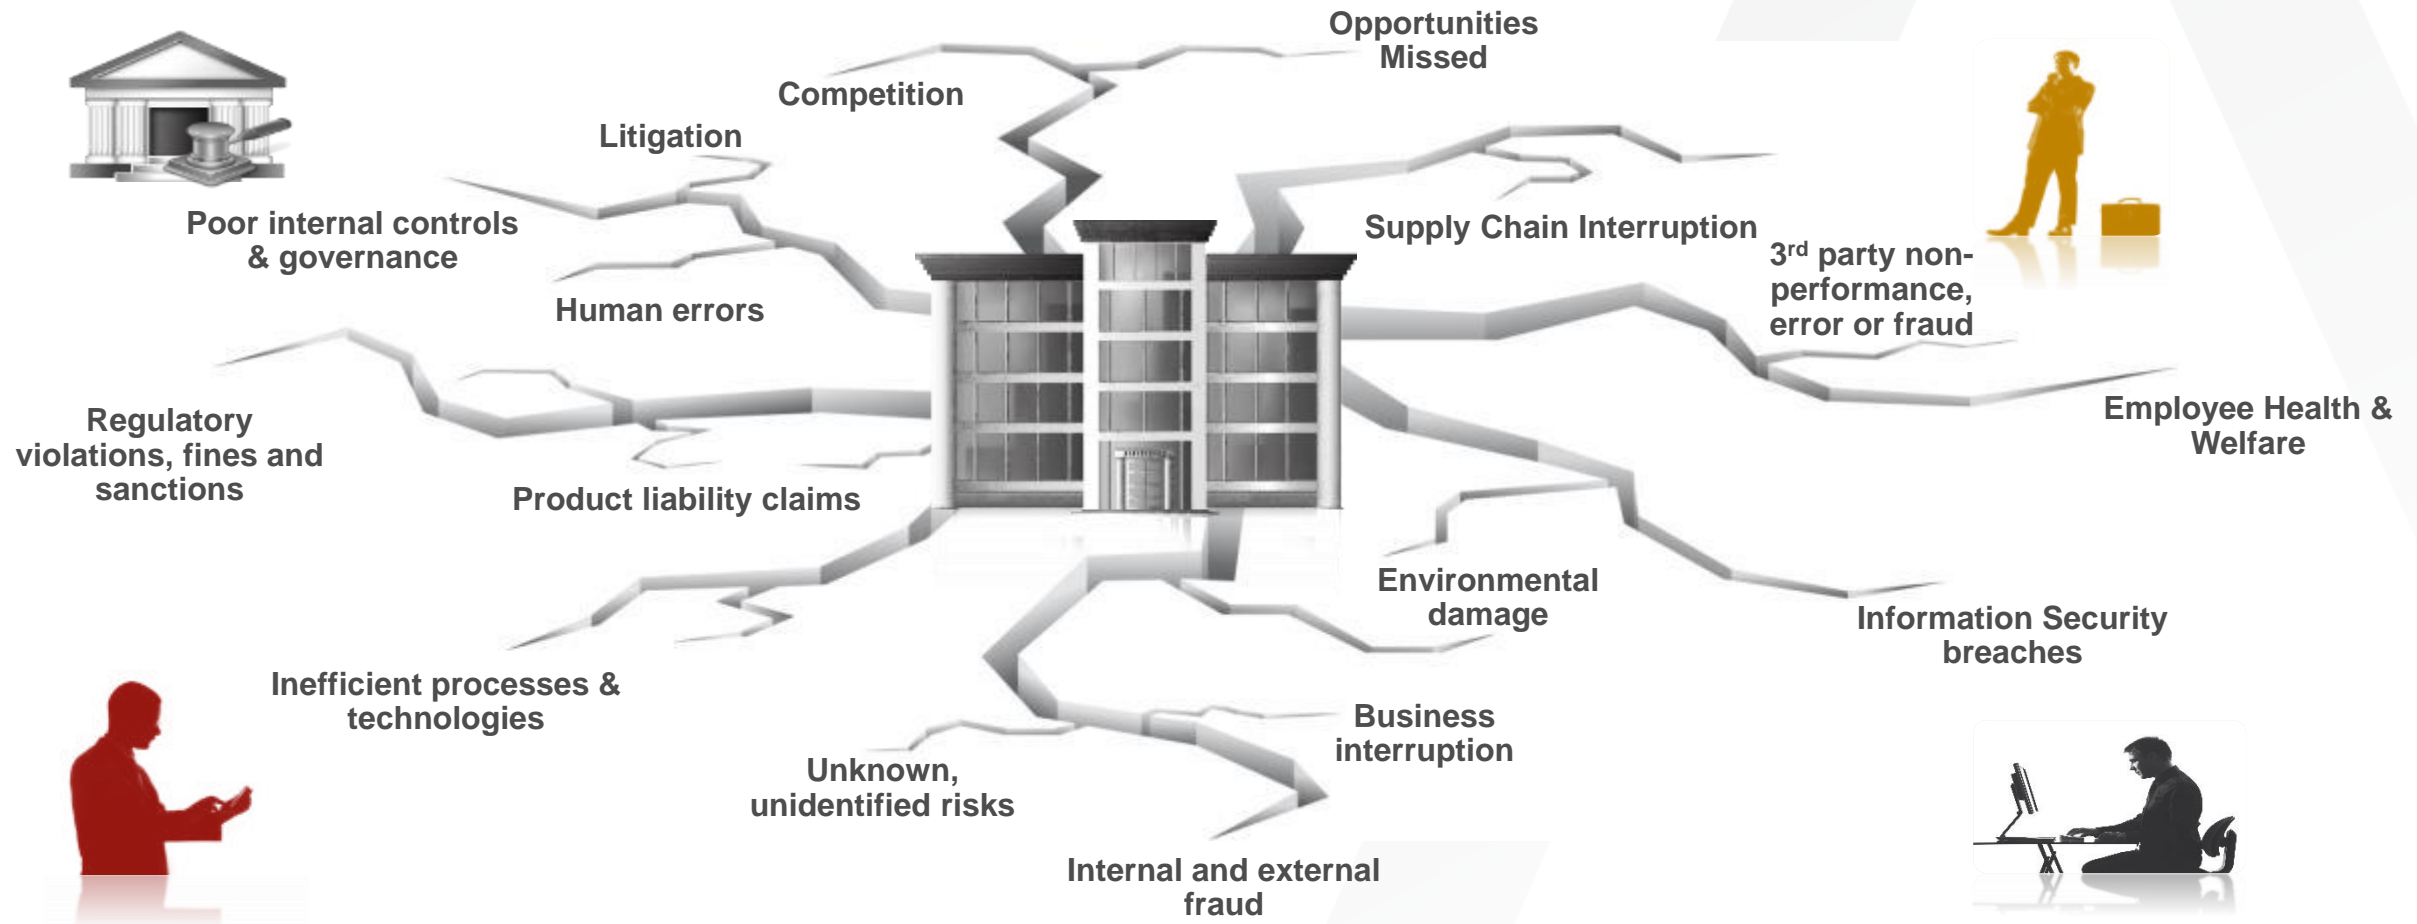 Opportunities
Missed
Competition
Litigation
Poor internal controls
& governance
Supply Chain Interruption
3rd party non-
performance,
error or fraud
Human errors
Regulatory
violations, fines and
sanctions
Employee Health &
Welfare
Product liability claims
Environmental
damage
Information Security
breaches
Inefficient processes &
technologies
Business
interruption
Unknown,
unidentified risks
Internal and external
fraud